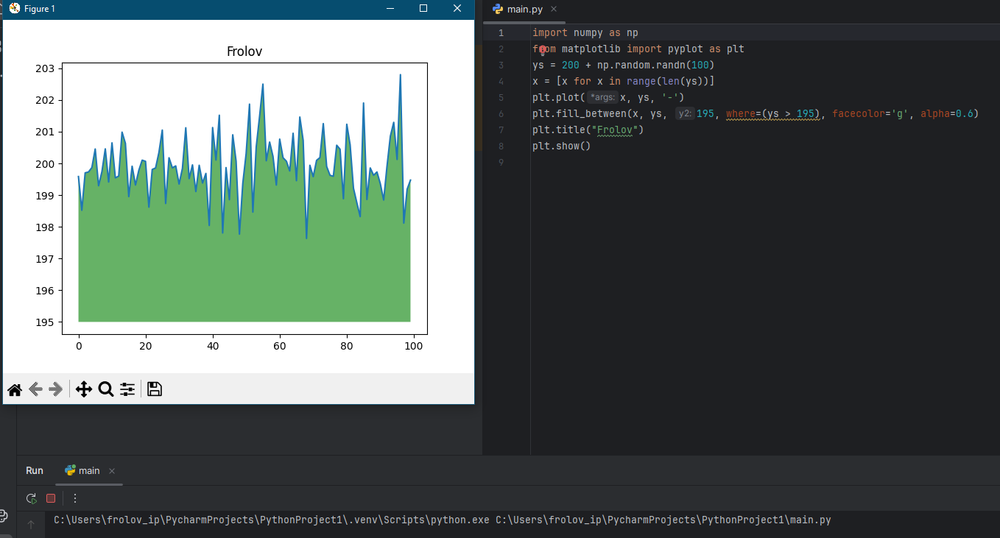 Figure 1
Frolov
203
202
201
200
199
198
197
196
195
0 20 40 60 80 100
main.py
1 import numpy as np
2 from matplotlib import pyplot as plt
3 ys = 200 + np.random.randn(100)
4 x = [x for x in range(len(ys))]
5 plt.plot( *args: x, ys, '-')
6 plt.fill_between(x, ys, y2: 195, where=(ys > 195), facecolor='g', alpha=0.6)
7 plt.title("Frolov")
8 plt.show()
9
Run main
C:\Users\frolov_ip\PycharmProjects\PythonProject1\.venv\Scripts\python.exe C:\Users\frolov_ip\PycharmProjects\PythonProject1\main.py